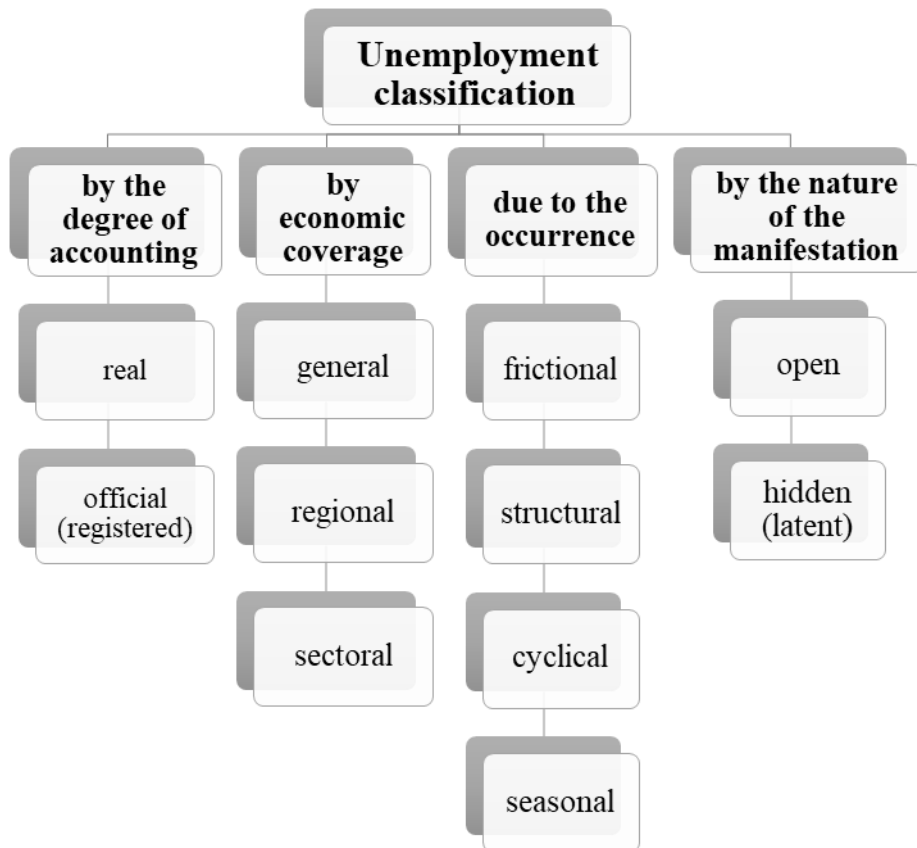 Unemployment
classification
by the
degree of
accounting
real
official
(registered)
by
economic
coverage
general
regional
sectoral
due to the
occurrence
frictional
structural
cyclical
seasonal
by the nature
of the
manifestation
open
hidden
(latent)